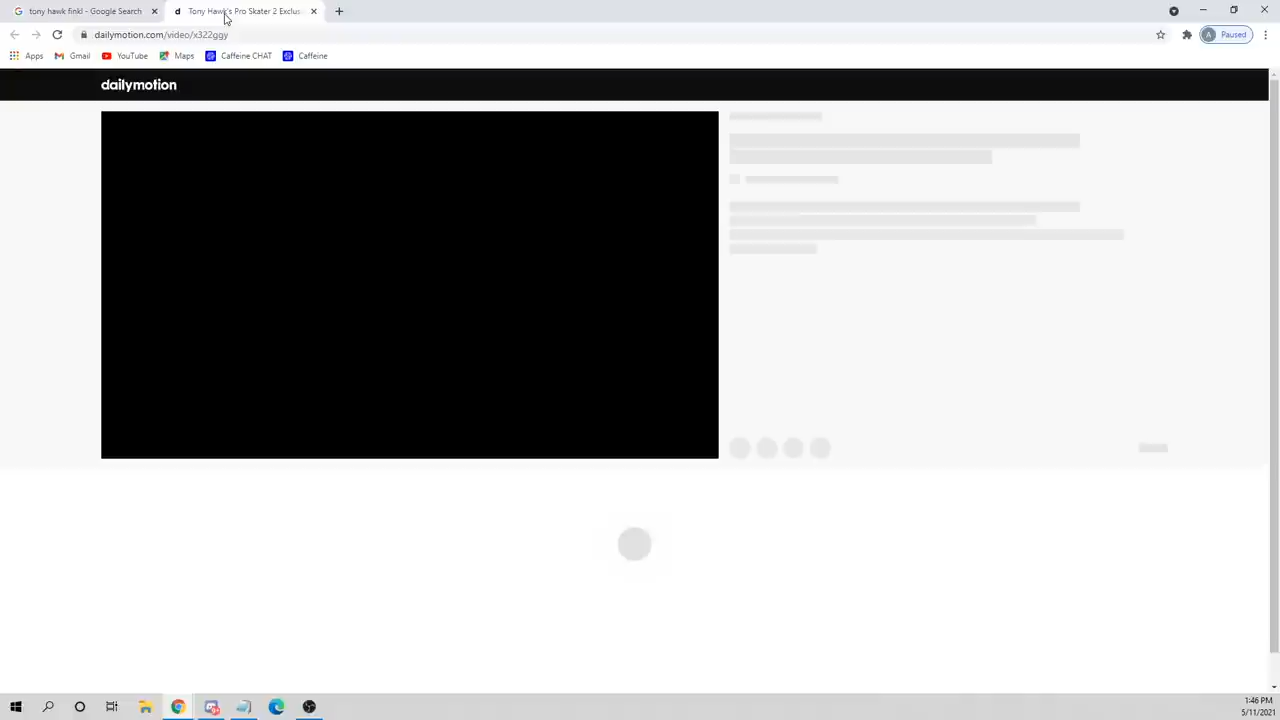 tony hawk finkl - Google Search
Tony Hawk's Pro Skater 2 Exclus
dailymotion.com/video/x322ggy
A Paused
Apps Gmail YouTube Maps Caffeine CHAT Caffeine
dailymotion
1:46 PM
5/11/2021